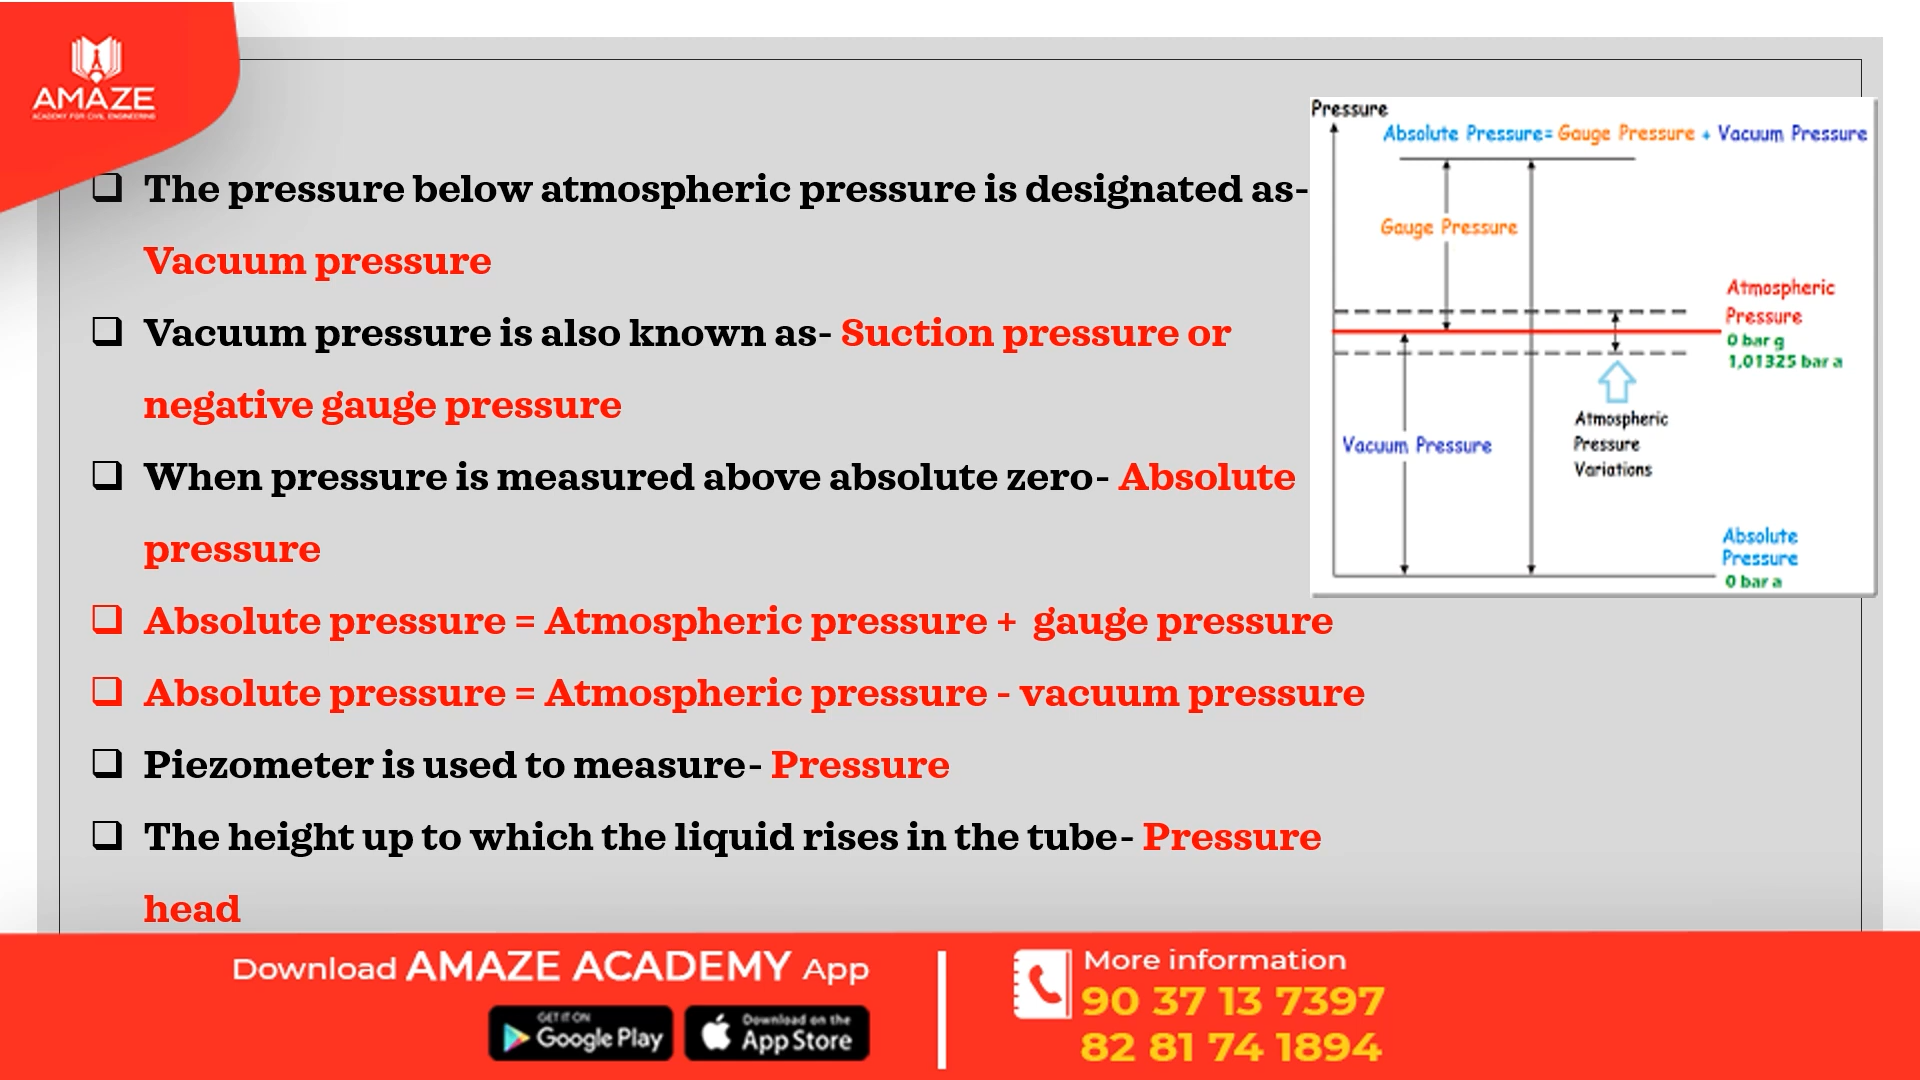 AMAZE
ACADEMY FOR CIVIL ENGINEERING
The pressure below atmospheric pressure is designated as-
Vacuum pressure
Vacuum pressure is also known as- Suction pressure or
negative gauge pressure
When pressure is measured above absolute zero- Absolute
pressure
Absolute pressure = Atmospheric pressure + gauge pressure
Absolute pressure = Atmospheric pressure - vacuum pressure
Piezometer is used to measure- Pressure
The height up to which the liquid rises in the tube- Pressure
head
Pressure
Absolute Pressure= Gauge Pressure + Vacuum Pressure
Gauge Pressure
Atmospheric
Pressure
0 bar g
1,01325 bar a
Atmospheric
Pressure
Variations
Vacuum Pressure
Absolute
Pressure
0 bar a
Download AMAZE ACADEMY App
GET IT ON
Google Play
Download on the
App Store
More information
90 37 13 7397
82 81 74 1894